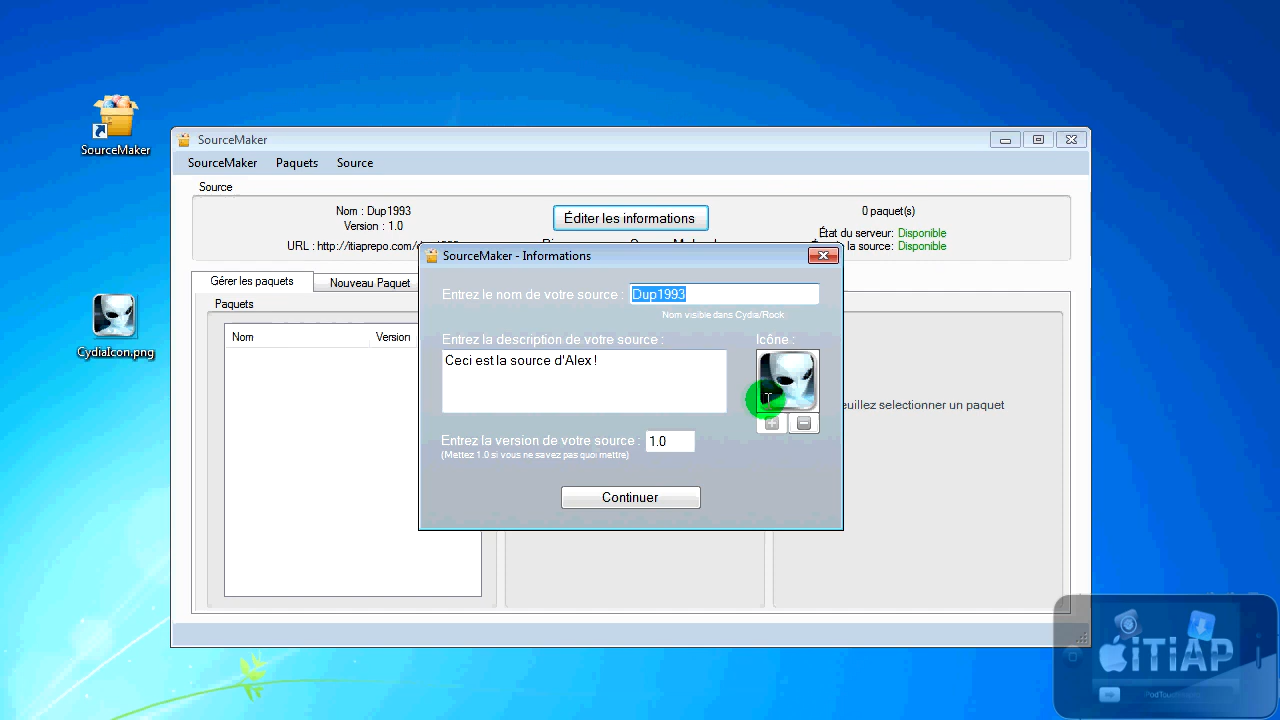 SourceMaker
CydiaIcon.png
SourceMaker
SourceMaker Paquets Source
Source
Nom : Dup1993
Version : 1.0
URL : http://itiaprepo.com/
Éditer les informations
0 paquet(s)
État du serveur: Disponible
la source: Disponible
Gérer les paquets
Nouveau Paquet
Paquets
Nom Version
selectionner un paquet
SourceMaker - Informations
Entrez le nom de votre source : Dup1993
Nom visible dans Cydia/Rock
Entrez la description de votre source :
Icône :
Ceci est la source d'Alex !
Entrez la version de votre source : 1.0
(Mettez 1.0 si vous ne savez pas quoi mettre)
Continuer
iTiAP